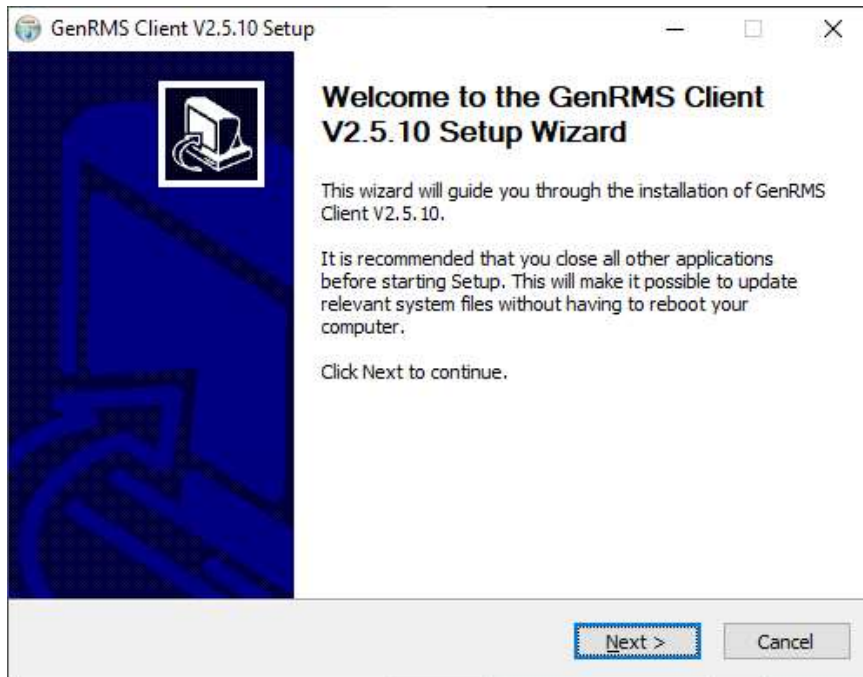 GenRMS Client V2.5.10 Setup
Welcome to the GenRMS Client
V2.5.10 Setup Wizard
This wizard will guide you through the installation of GenRMS
Client V2.5.10.
It is recommended that you close all other applications
before starting Setup. This will make it possible to update
relevant system files without having to reboot your
computer.
Click Next to continue.
Next >
Cancel